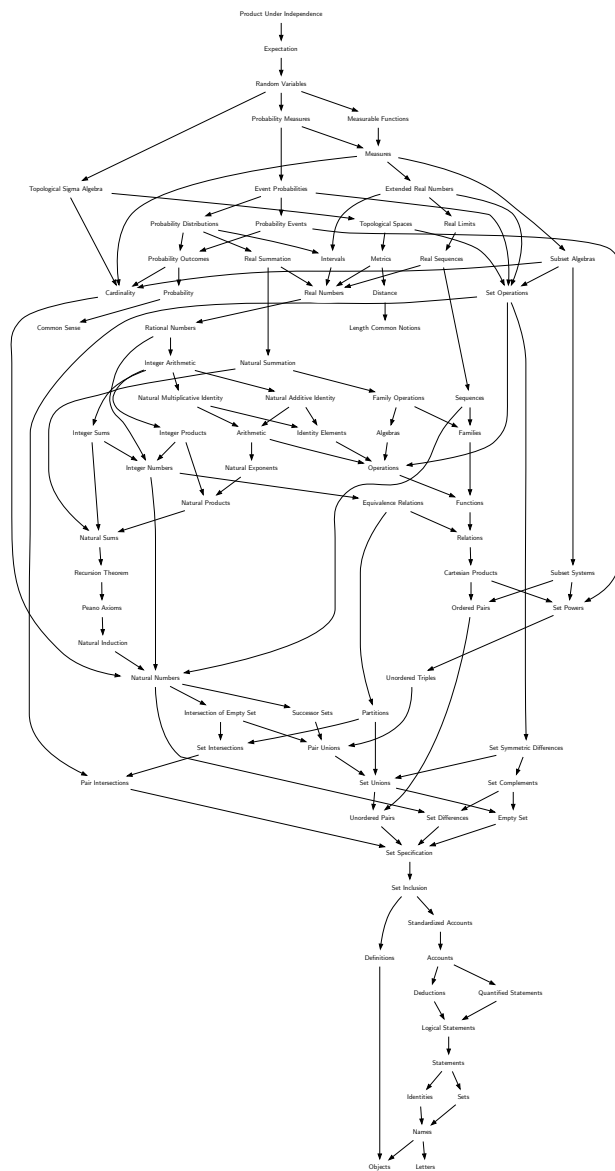 Product Under Independence
Expectation
Random Variables
Probability Measures
Measurable Functions
Measures
Topological Sigma Algebra
Event Probabilities
Extended Real Numbers
Probability Distributions
Probability Events
Topological Spaces
Real Limits
Probability Outcomes
Real Summation
Intervals
Metrics
Real Sequences
Subset Algebras
Cardinality
Probability
Real Numbers
Distance
Set Operations
Common Sense
Rational Numbers
Length Common Notions
Integer Arithmetic
Natural Summation
Natural Multiplicative Identity
Natural Additive Identity
Family Operations
Sequences
Integer Sums
Integer Products
Arithmetic
Identity Elements
Algebras
Families
Integer Numbers
Natural Exponents
Operations
Natural Products
Equivalence Relations
Functions
Natural Sums
Relations
Recursion Theorem
Cartesian Products
Subset Systems
Peano Axioms
Ordered Pairs
Set Powers
Natural Induction
Natural Numbers
Unordered Triples
Intersection of Empty Set
Successor Sets
Partitions
Set Intersections
Pair Unions
Set Symmetric Differences
Pair Intersections
Set Unions
Set Complements
Unordered Pairs
Set Differences
Empty Set
Set Specification
Set Inclusion
Standardized Accounts
Definitions
Accounts
Deductions
Quantified Statements
Logical Statements
Statements
Identities
Sets
Names
Objects
Letters